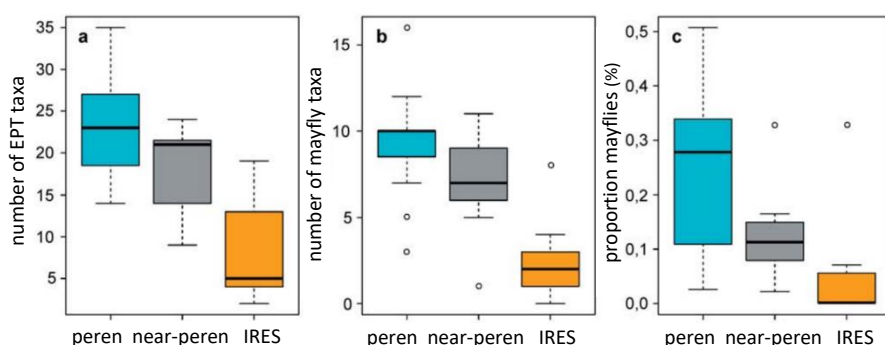 a
number of EPT taxa
35
30
25
20
15
10
5
peren near-peren IRES
b
number of mayfly taxa
15
10
5
0
peren near-peren IRES
c
proportion mayflies (%)
0,5
0,4
0,3
0,2
0,1
0,0
peren near-peren IRES